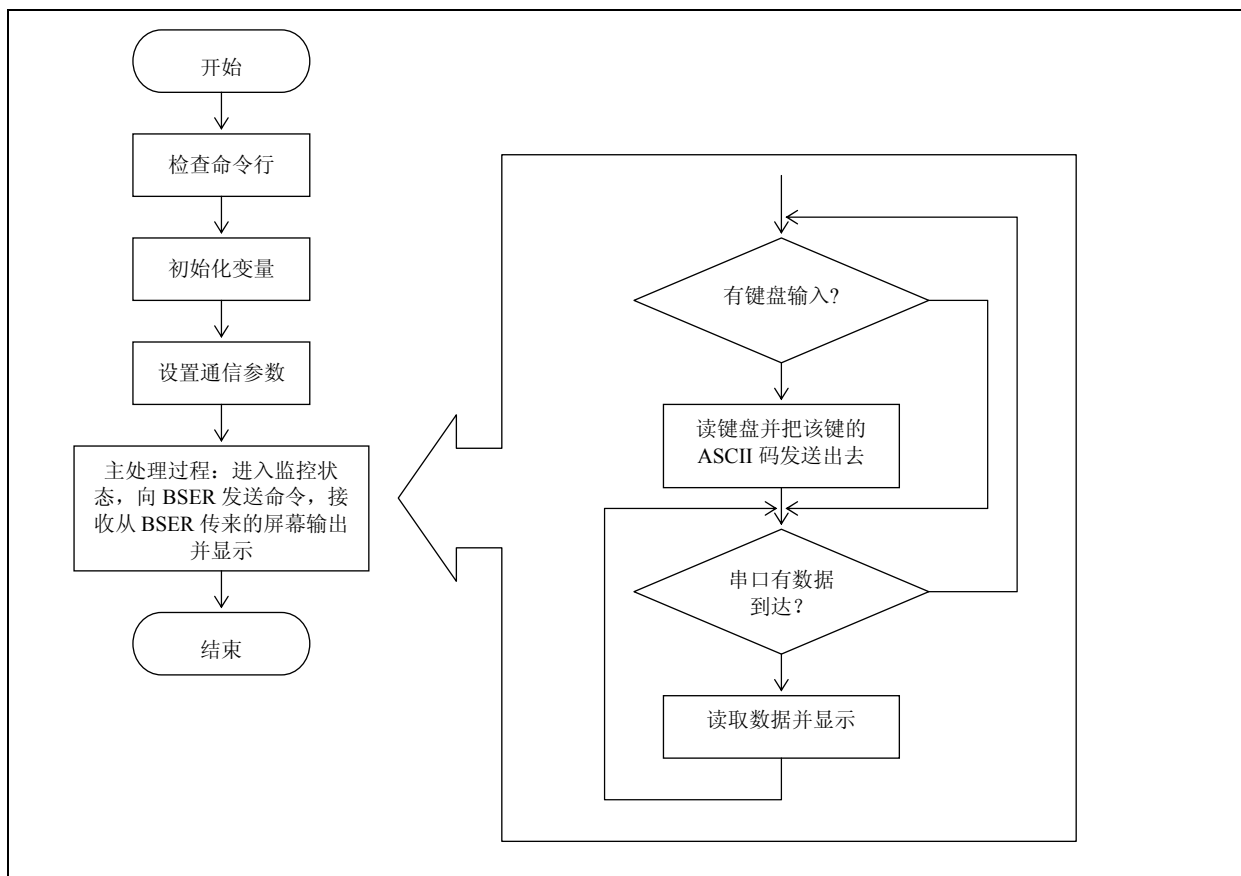 开始
检查命令行
初始化变量
设置通信参数
主处理过程：进入监控状
态，向 BSER 发送命令，接
收从 BSER 传来的屏幕输出
并显示
结束
有键盘输入?
读键盘并把该键的
ASCII 码发送出去
串口有数据
到达？
读取数据并显示